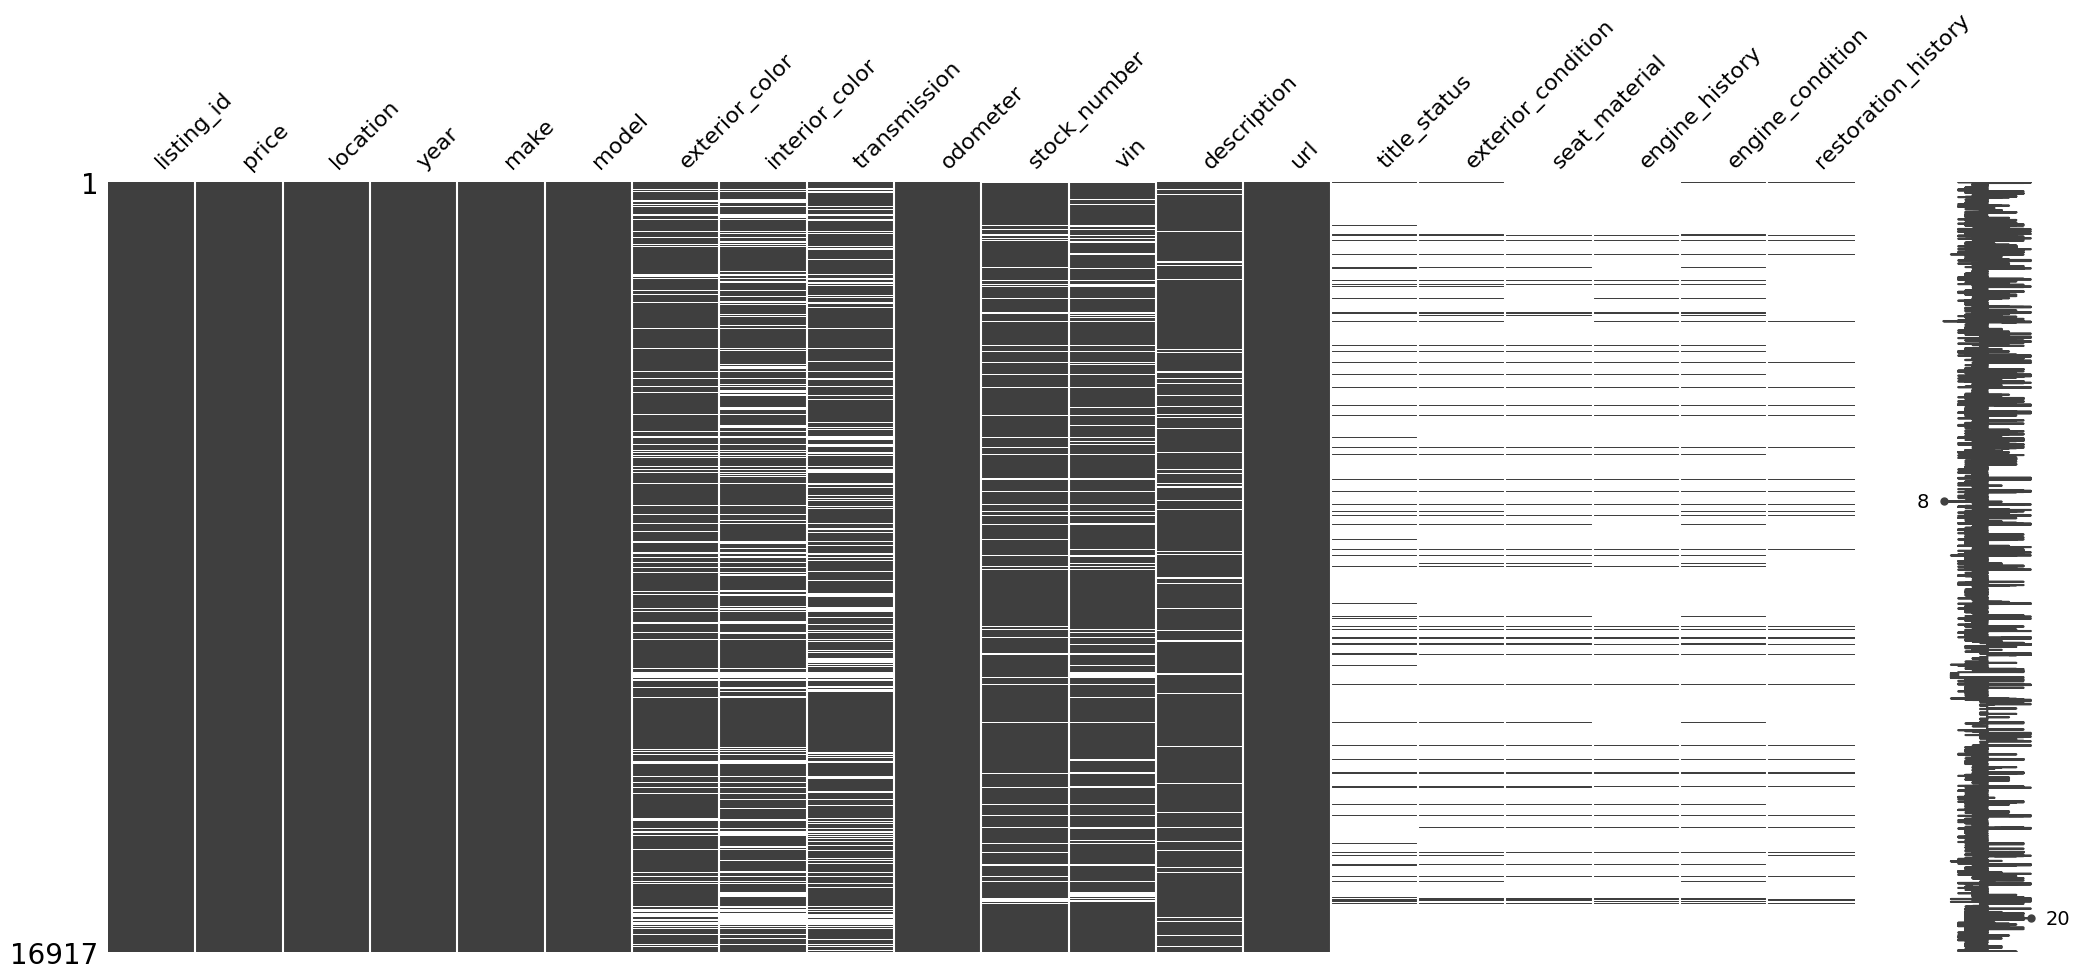 listing_id
price
location
year
make
model
exterior_color
interior_color
transmission
odometer
stock_number
vin
description
url
title_status
exterior_condition
seat_material
engine_history
engine_condition
restoration_history
1
8
20
16917